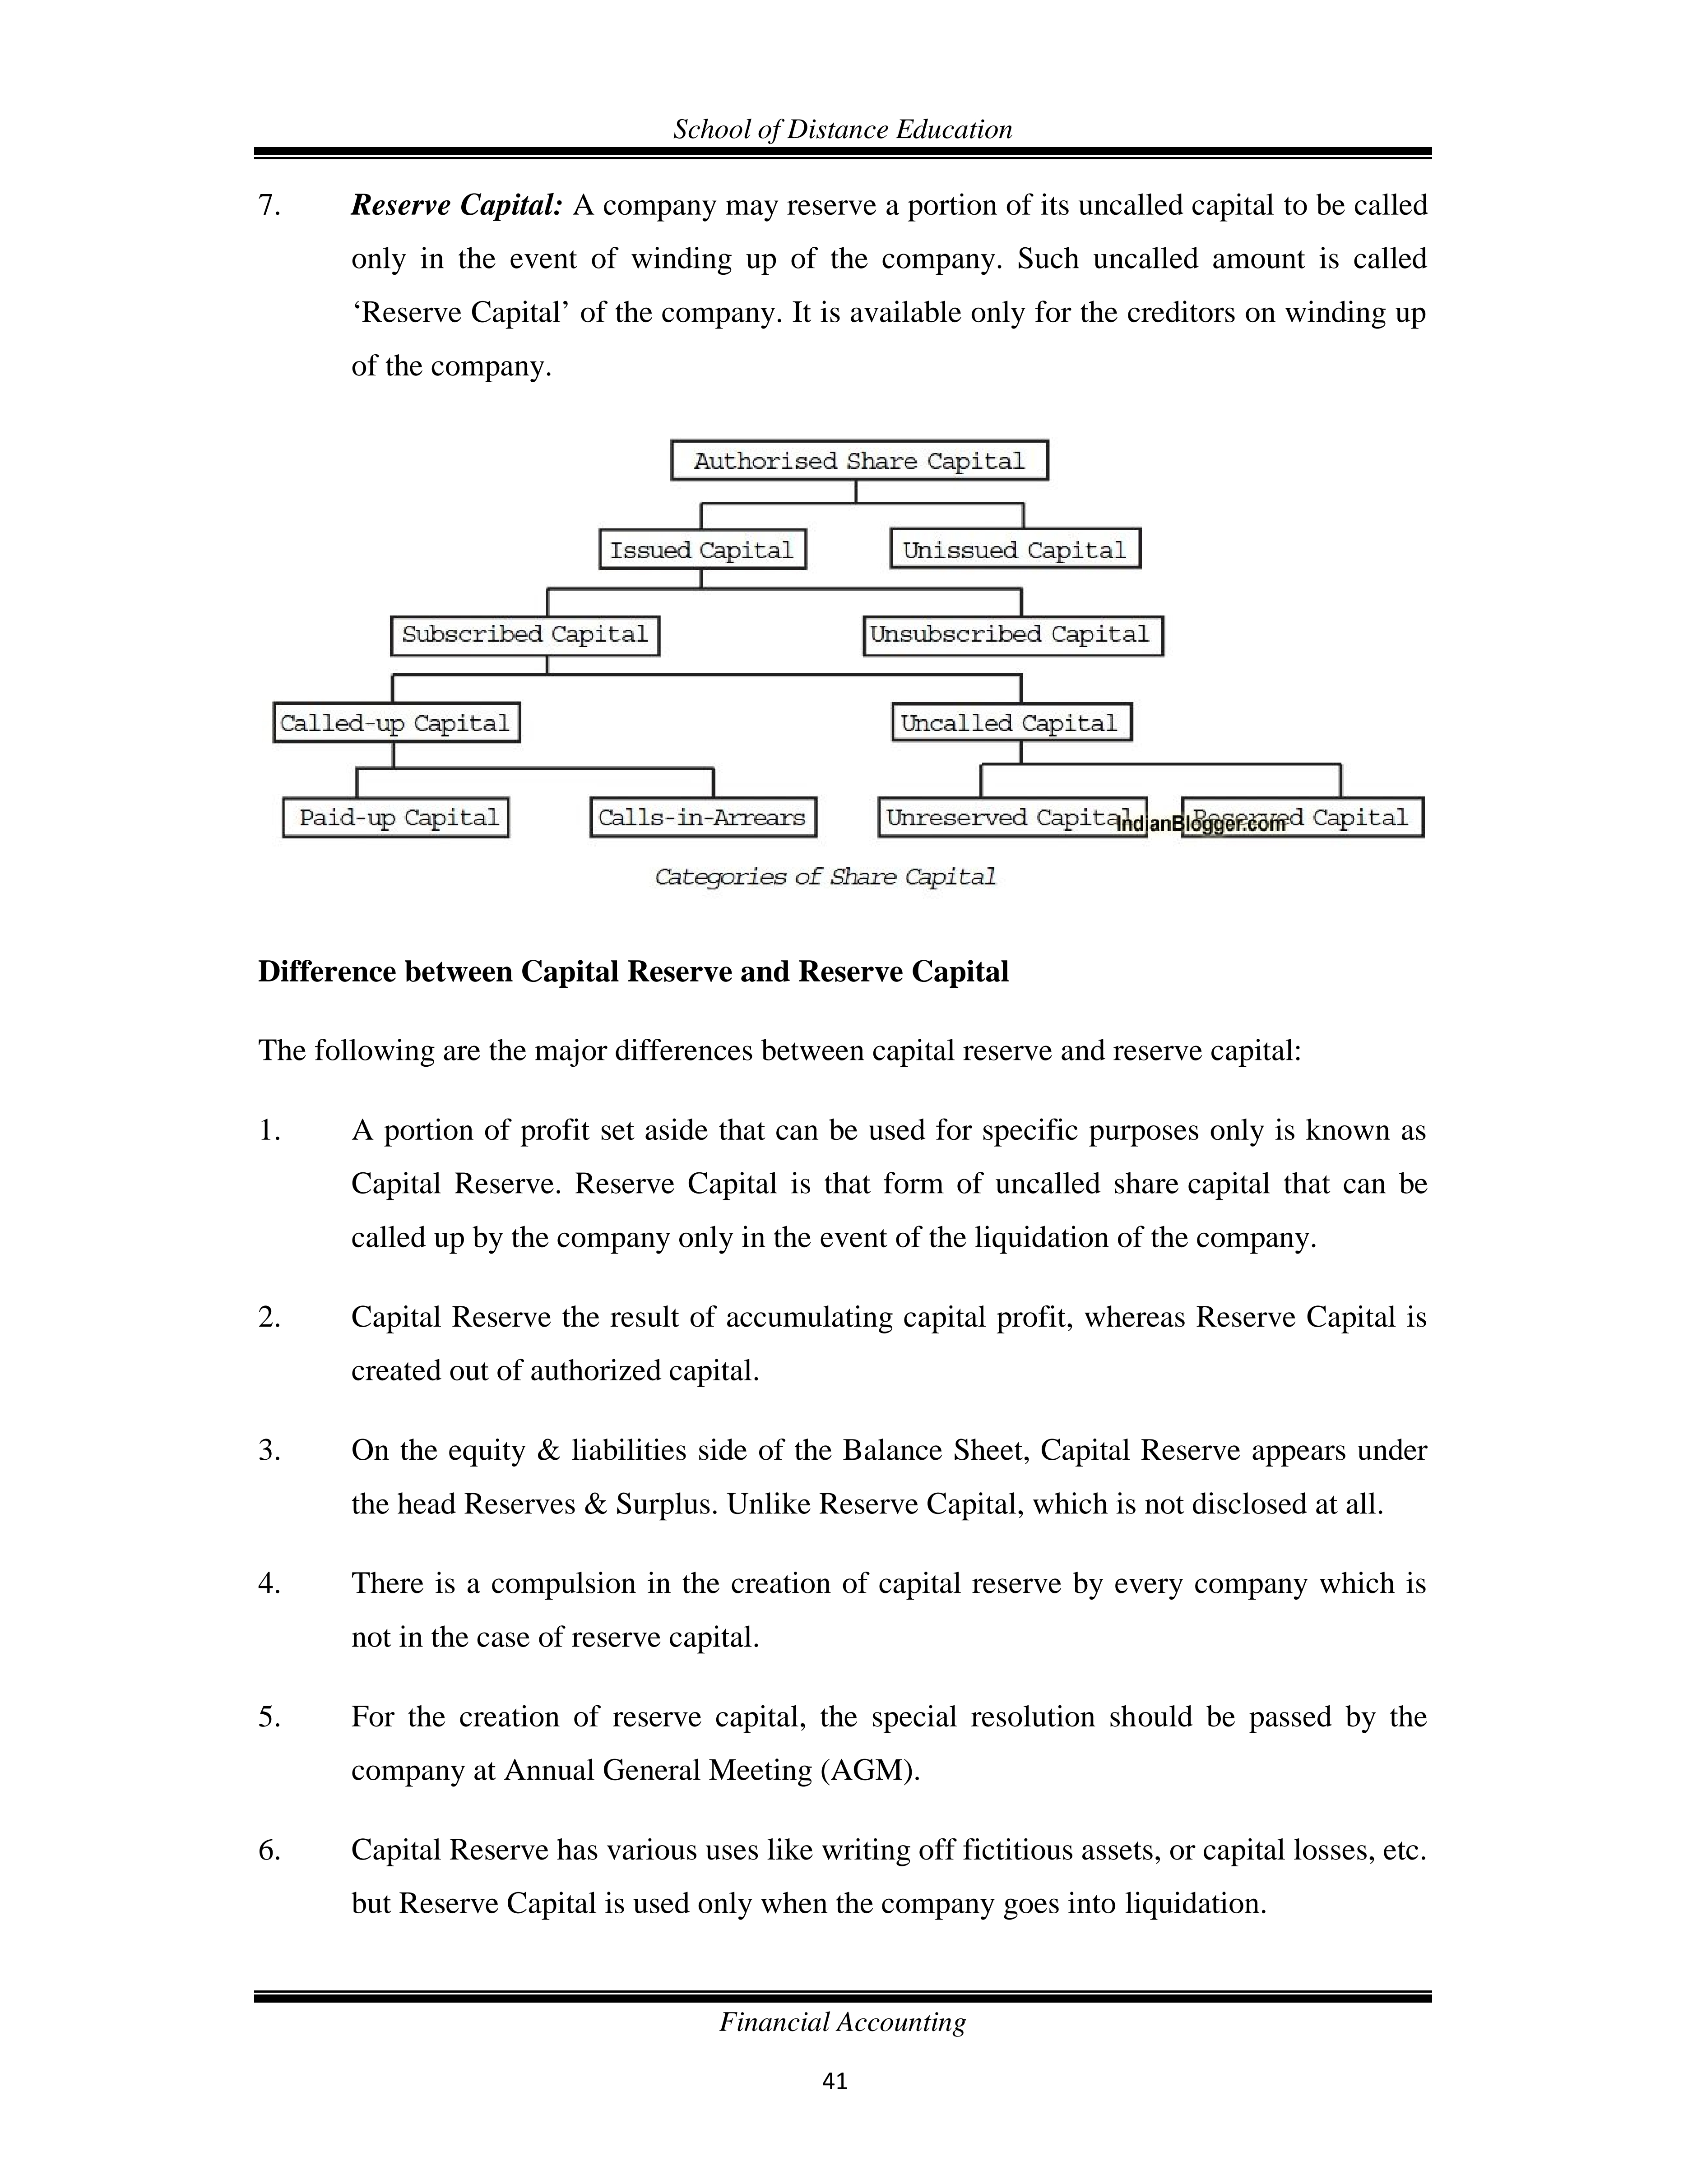 School of Distance Education
7. Reserve Capital: A company may reserve a portion of its uncalled capital to be called
only in the event of winding up of the company. Such uncalled amount is called
‘Reserve Capital’ of the company. It is available only for the creditors on winding up
of the company.
Authorised Share Capital
Issued Capital Unissued Capital
Subscribed Capital Unsubscribed Capital
Called-up Capital Uncalled Capital
Paid-up Capital Calls-in-Arrears Unreserved Capital Reserved Capital
IndianBlogger.com
Categories of Share Capital
Difference between Capital Reserve and Reserve Capital
The following are the major differences between capital reserve and reserve capital:
1. A portion of profit set aside that can be used for specific purposes only is known as
Capital Reserve. Reserve Capital is that form of uncalled share capital that can be
called up by the company only in the event of the liquidation of the company.
2. Capital Reserve the result of accumulating capital profit, whereas Reserve Capital is
created out of authorized capital.
3. On the equity & liabilities side of the Balance Sheet, Capital Reserve appears under
the head Reserves & Surplus. Unlike Reserve Capital, which is not disclosed at all.
4. There is a compulsion in the creation of capital reserve by every company which is
not in the case of reserve capital.
5. For the creation of reserve capital, the special resolution should be passed by the
company at Annual General Meeting (AGM).
6. Capital Reserve has various uses like writing off fictitious assets, or capital losses, etc.
but Reserve Capital is used only when the company goes into liquidation.
Financial Accounting
41